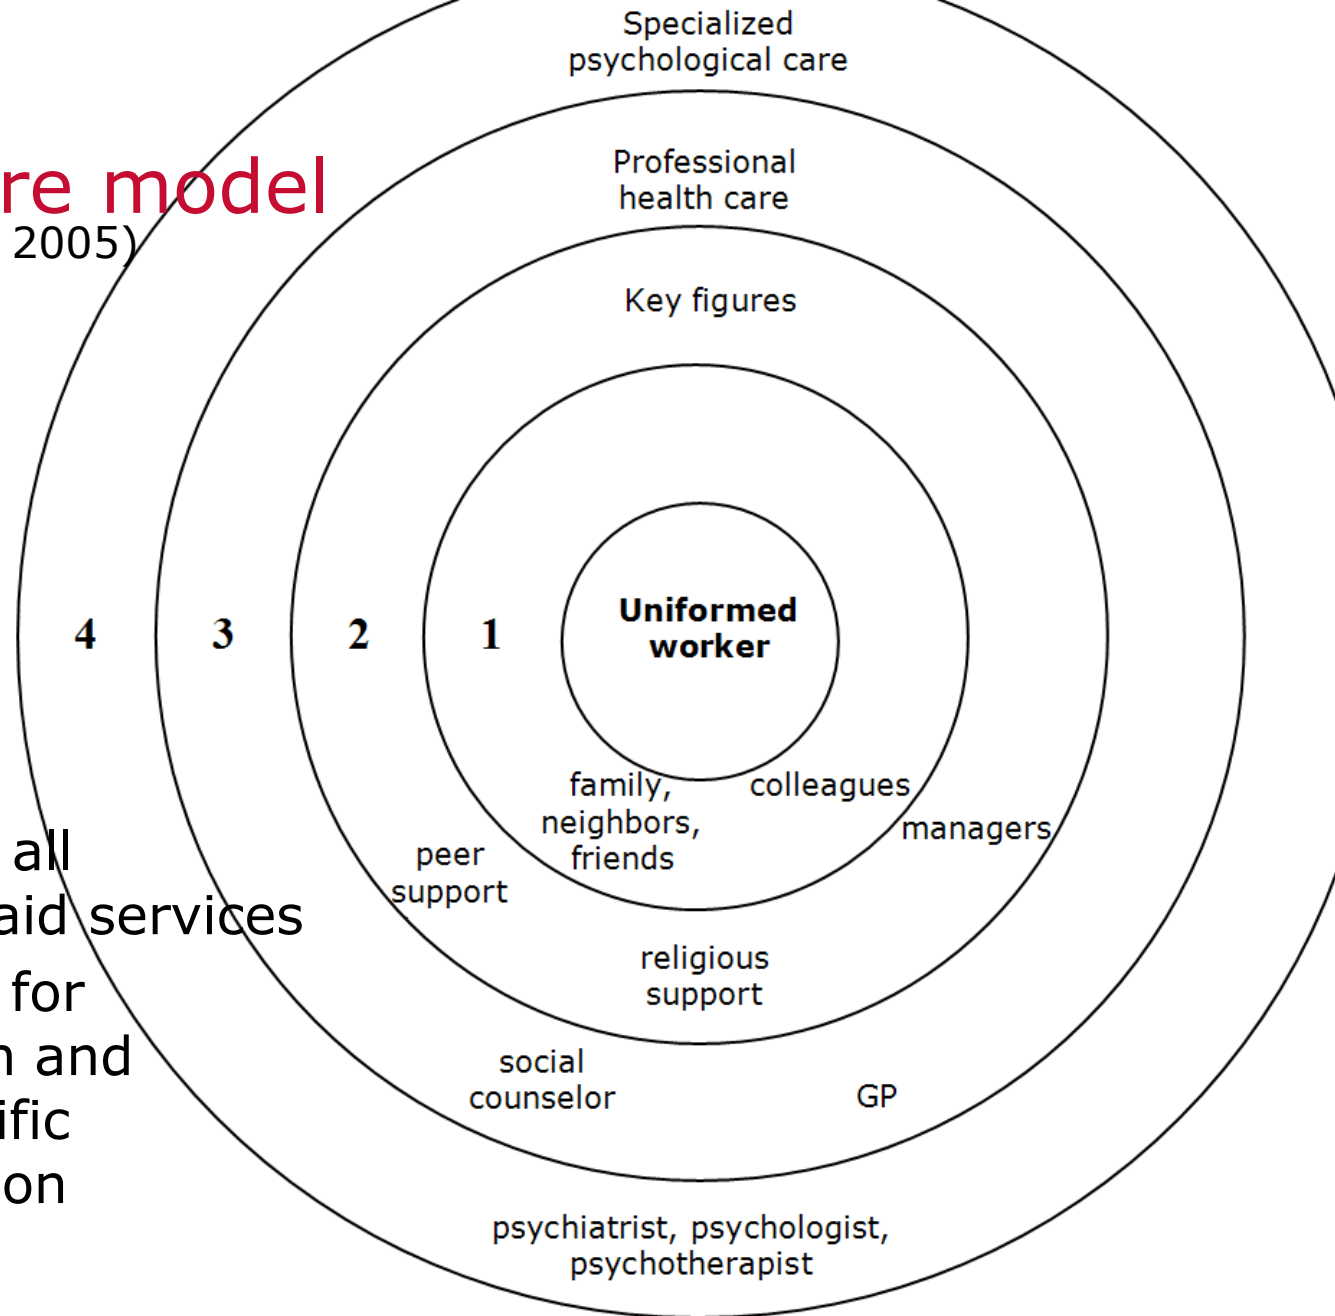 Specialized
psychological care
Professional
health care
re model
2005)
Key figures
Uniformed
worker
4 3 2 1
family,
neighbors,
friends
colleagues
managers
peer
support
all
aid services
religious
support
for
n and
social
counselor
GP
ific
on
psychiatrist, psychologist,
psychotherapist